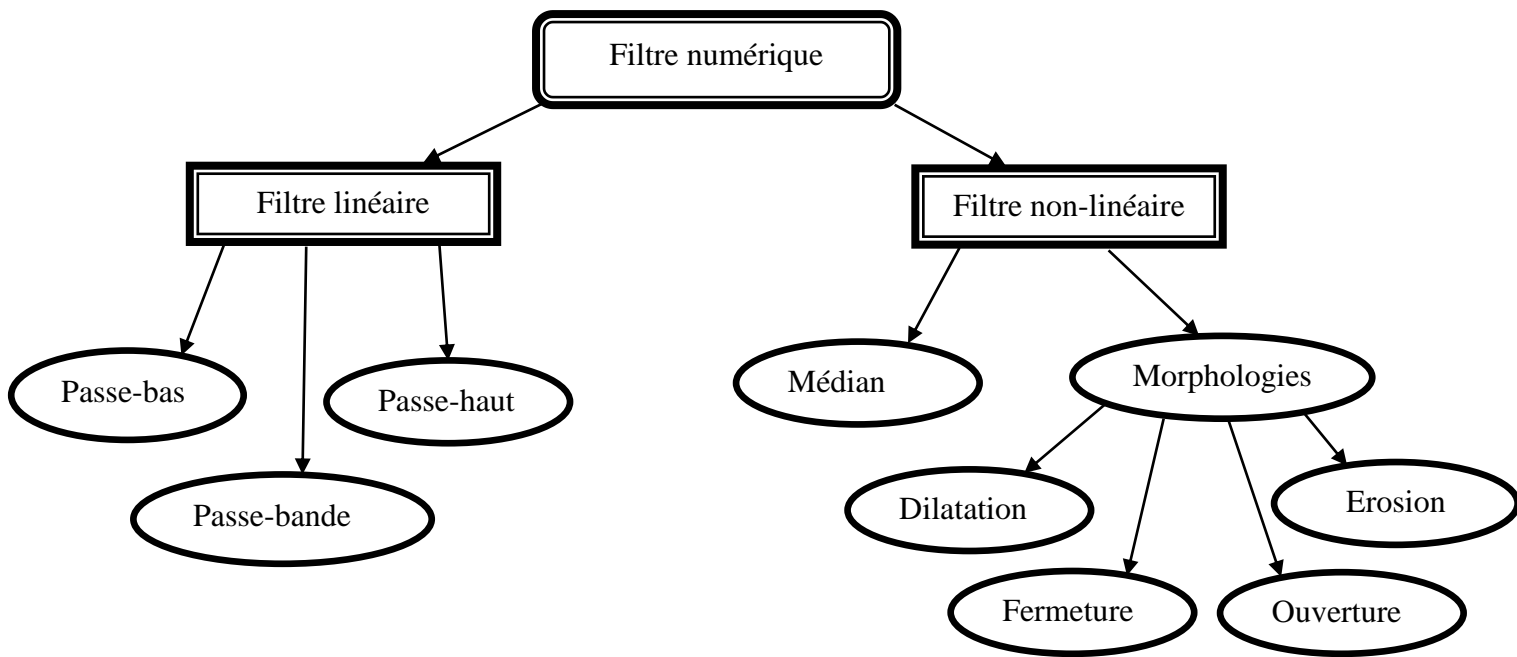 Filtre numérique
Filtre linéaire
Filtre non-linéaire
Passe-bas
Passe-haut
Médian
Morphologies
Passe-bande
Dilatation
Erosion
Fermeture
Ouverture